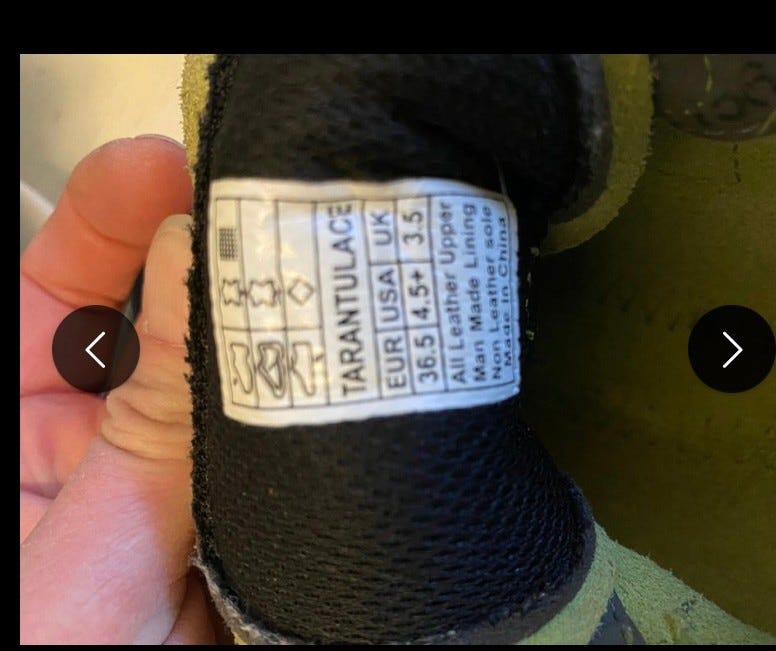 TARANTULACE
EUR USA UK
36.5 4.5+ 3.5
All Leather Upper
Man Made Lining
Non Leather sole
Made In China